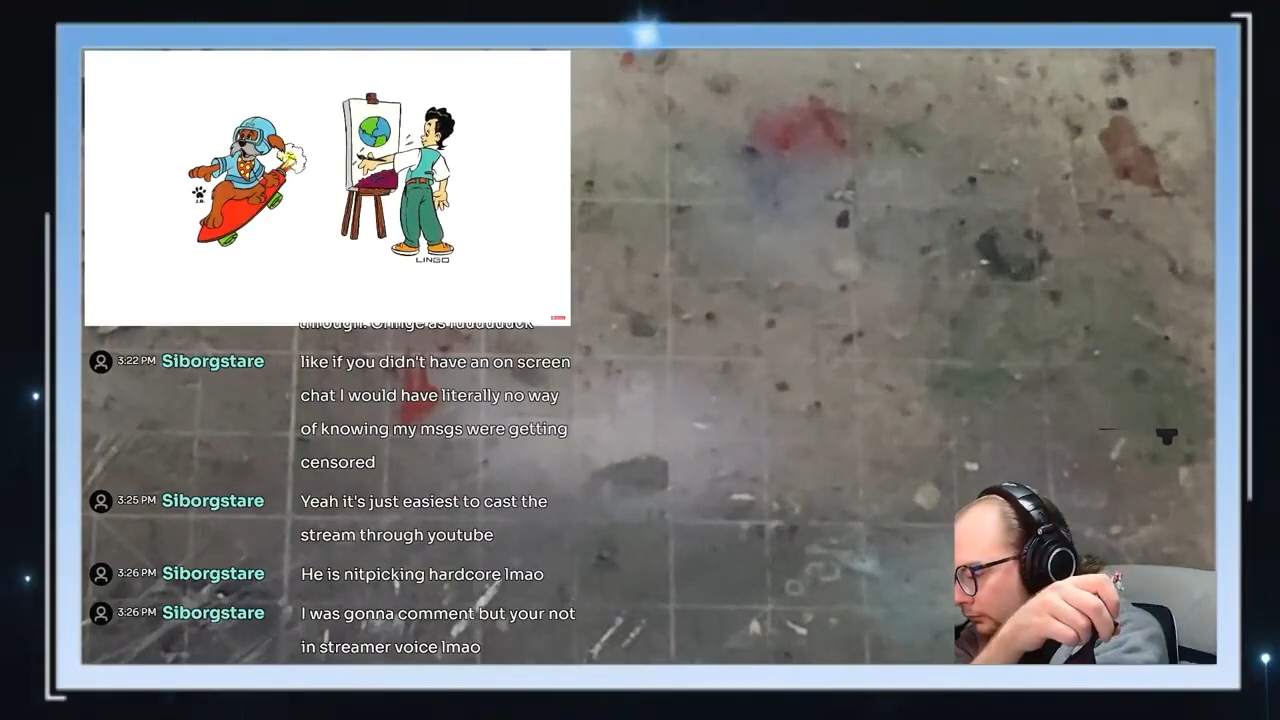 J.B.
LINGO
like if you didn't have an on screen
chat I would have literally no way
of knowing my msgs were getting
censored
3:22 PM Siborgstare
3:25 PM Siborgstare Yeah it's just easiest to cast the
stream through youtube
3:26 PM Siborgstare He is nitpicking hardcore lmao
3:26 PM Siborgstare I was gonna comment but your not
in streamer voice lmao